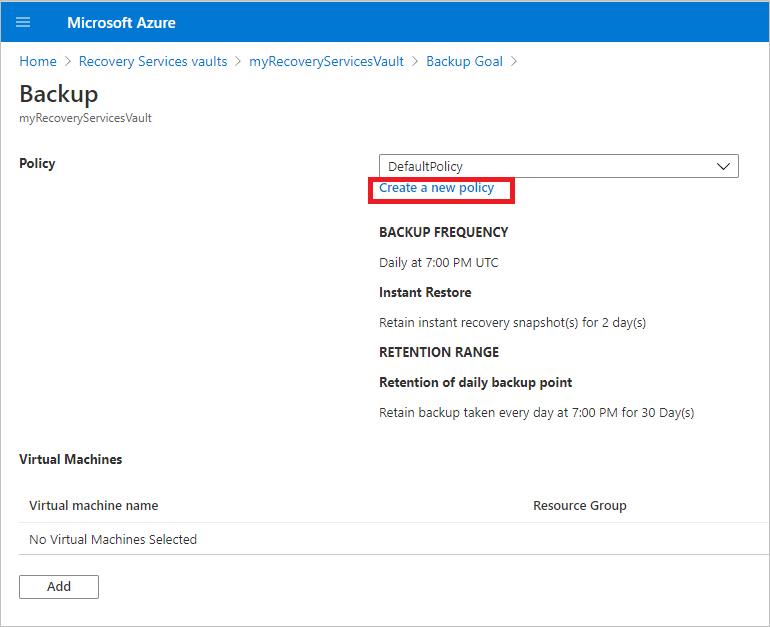 Microsoft Azure
Home > Recovery Services vaults > myRecoveryServicesVault > Backup Goal >
Backup
myRecoveryServicesVault
Policy
DefaultPolicy
Create a new policy
BACKUP FREQUENCY
Daily at 7:00 PM UTC
Instant Restore
Retain instant recovery snapshot(s) for 2 day(s)
RETENTION RANGE
Retention of daily backup point
Retain backup taken every day at 7:00 PM for 30 Day(s)
Virtual Machines
Virtual machine name Resource Group
No Virtual Machines Selected
Add